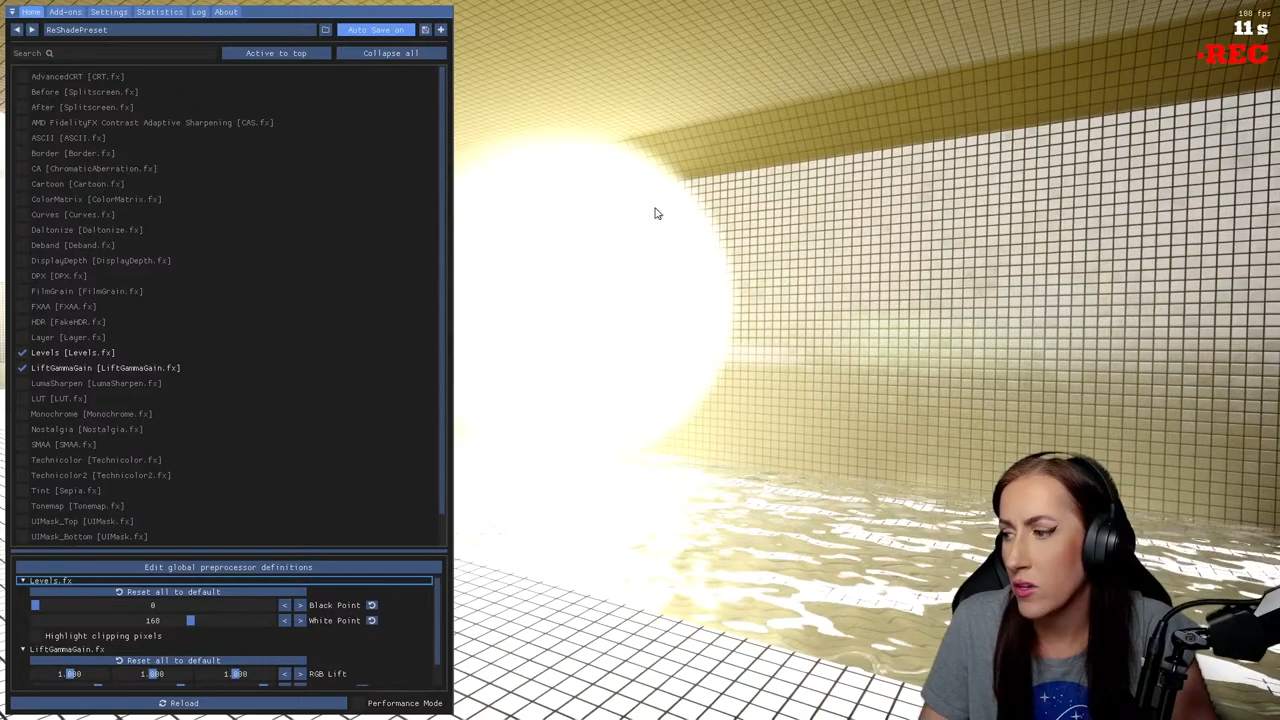 Home Add-ons Settings Statistics Log About
ReShadePreset Auto Save on
Search Active to top Collapse all
AdvancedCRT [CRT.fx]
Before [Splitscreen.fx]
After [Splitscreen.fx]
AMD FidelityFX Contrast Adaptive Sharpening [CAS.fx]
ASCII [ASCII.fx]
Border [Border.fx]
CA [ChromaticAberration.fx]
Cartoon [Cartoon.fx]
ColorMatrix [ColorMatrix.fx]
Curves [Curves.fx]
Daltonize [Daltonize.fx]
Deband [Deband.fx]
DisplayDepth [DisplayDepth.fx]
DPX [DPX.fx]
FilmGrain [FilmGrain.fx]
FXAA [FXAA.fx]
HDR [FakeHDR.fx]
Layer [Layer.fx]
Levels [Levels.fx]
LiftGammaGain [LiftGammaGain.fx]
LumaSharpen [LumaSharpen.fx]
LUT [LUT.fx]
Monochrome [Monochrome.fx]
Nostalgia [Nostalgia.fx]
SMAA [SMAA.fx]
Technicolor [Technicolor.fx]
Technicolor2 [Technicolor2.fx]
Tint [Sepia.fx]
Tonemap [Tonemap.fx]
UIMask_Top [UIMask.fx]
UIMask_Bottom [UIMask.fx]
Edit global preprocessor definitions
Levels.fx
Reset all to default
0 < > Black Point
168 < > White Point
Highlight clipping pixels
LiftGammaGain.fx
Reset all to default
< > RGB Lift
Reload Performance Mode
11 s
REC